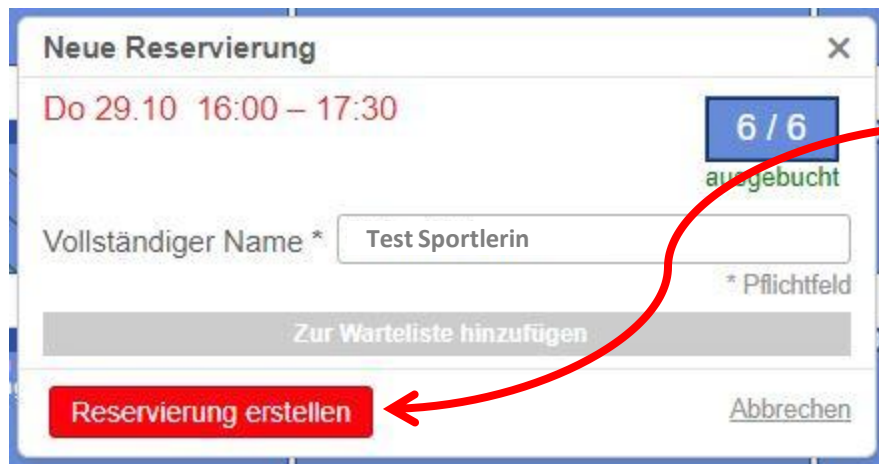 Neue Reservierung ×
Do 29.10 16:00 – 17:30
6 / 6
ausgebucht
Vollständiger Name * Test Sportlerin
* Pflichtfeld
Zur Warteliste hinzufügen
Reservierung erstellen Abbrechen